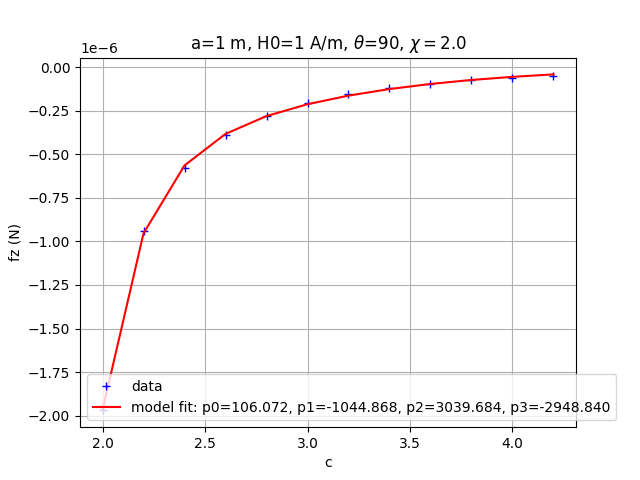 a=1 m, H0=1 A/m, θ=90, χ = 2.0
1e−6
0.00
−0.25
−0.50
−0.75
−1.00
−1.25
−1.50
−1.75
−2.00
fz (N)
data
model fit: p0=106.072, p1=-1044.868, p2=3039.684, p3=-2948.840
2.0 2.5 3.0 3.5 4.0
c